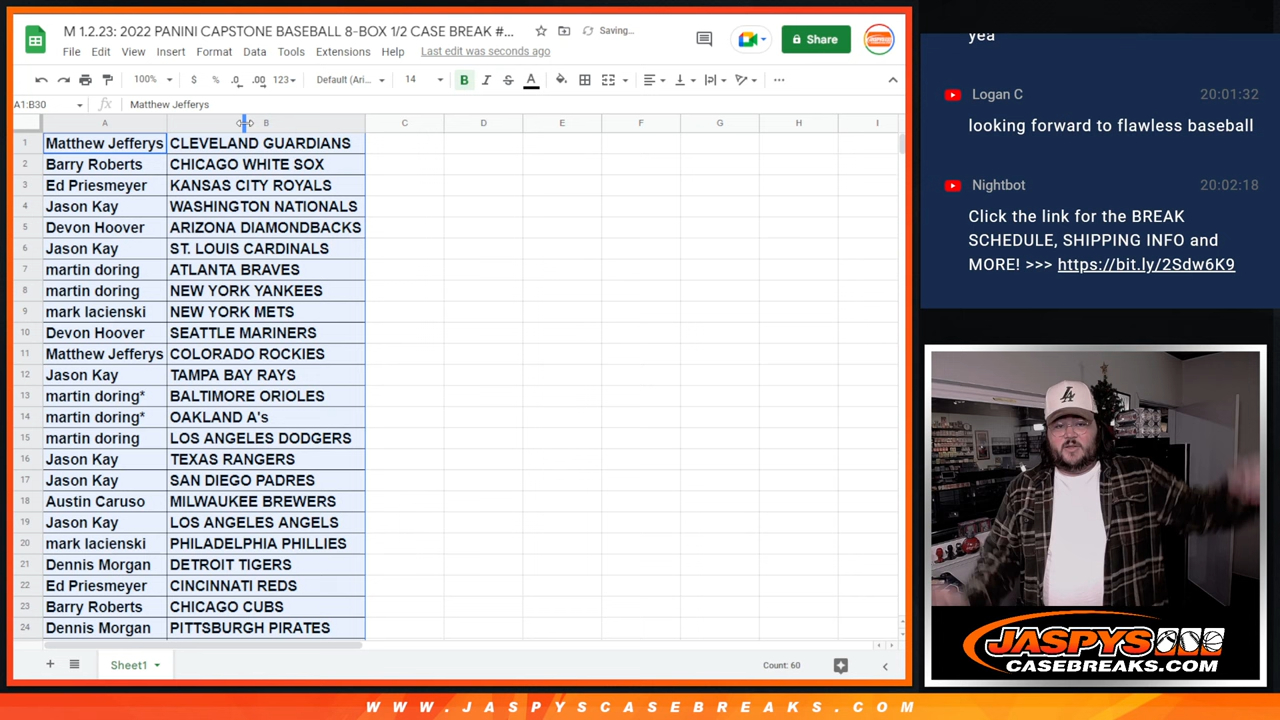 M 1.2.23: 2022 PANINI CAPSTONE BASEBALL 8-BOX 1/2 CASE BREAK #...
Saving...
File Edit View Insert Format Data Tools Extensions Help Last edit was seconds ago
Share
100% $ % .0 .00 123 Default (Ari... 14 B I S A
A1:B30 fx Matthew Jefferys
A B C D E F G H I
1 Matthew Jefferys CLEVELAND GUARDIANS
2 Barry Roberts CHICAGO WHITE SOX
3 Ed Priesmeyer KANSAS CITY ROYALS
4 Jason Kay WASHINGTON NATIONALS
5 Devon Hoover ARIZONA DIAMONDBACKS
6 Jason Kay ST. LOUIS CARDINALS
7 martin doring ATLANTA BRAVES
8 martin doring NEW YORK YANKEES
9 mark lacienski NEW YORK METS
10 Devon Hoover SEATTLE MARINERS
11 Matthew Jefferys COLORADO ROCKIES
12 Jason Kay TAMPA BAY RAYS
13 martin doring* BALTIMORE ORIOLES
14 martin doring* OAKLAND A's
15 martin doring LOS ANGELES DODGERS
16 Jason Kay TEXAS RANGERS
17 Jason Kay SAN DIEGO PADRES
18 Austin Caruso MILWAUKEE BREWERS
19 Jason Kay LOS ANGELES ANGELS
20 mark lacienski PHILADELPHIA PHILLIES
21 Dennis Morgan DETROIT TIGERS
22 Ed Priesmeyer CINCINNATI REDS
23 Barry Roberts CHICAGO CUBS
24 Dennis Morgan PITTSBURGH PIRATES
Sheet1
Count: 60
yea
Logan C 20:01:32
looking forward to flawless baseball
Nightbot 20:02:18
Click the link for the BREAK
SCHEDULE, SHIPPING INFO and
MORE! >>> https://bit.ly/2Sdw6K9
LA
JASPYS
CASEBREAKS.COM
WWW.JASPYSCASEBREAKS.COM